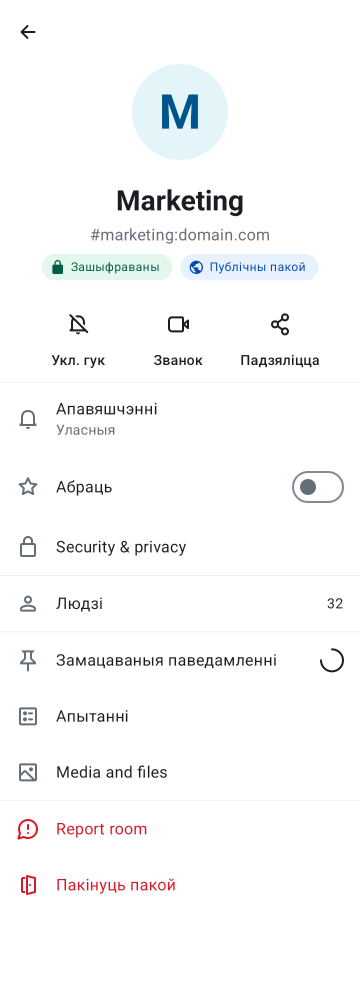 M
Marketing
#marketing:domain.com
Зашыфраваны
Публічны пакой
Укл. гук
Званок
Падзяліцца
Апавяшчэнні
Уласныя
Абраць
Security & privacy
Людзі
32
Замацаваныя паведамленні
Апытанні
Media and files
Report room
Пакінуць пакой